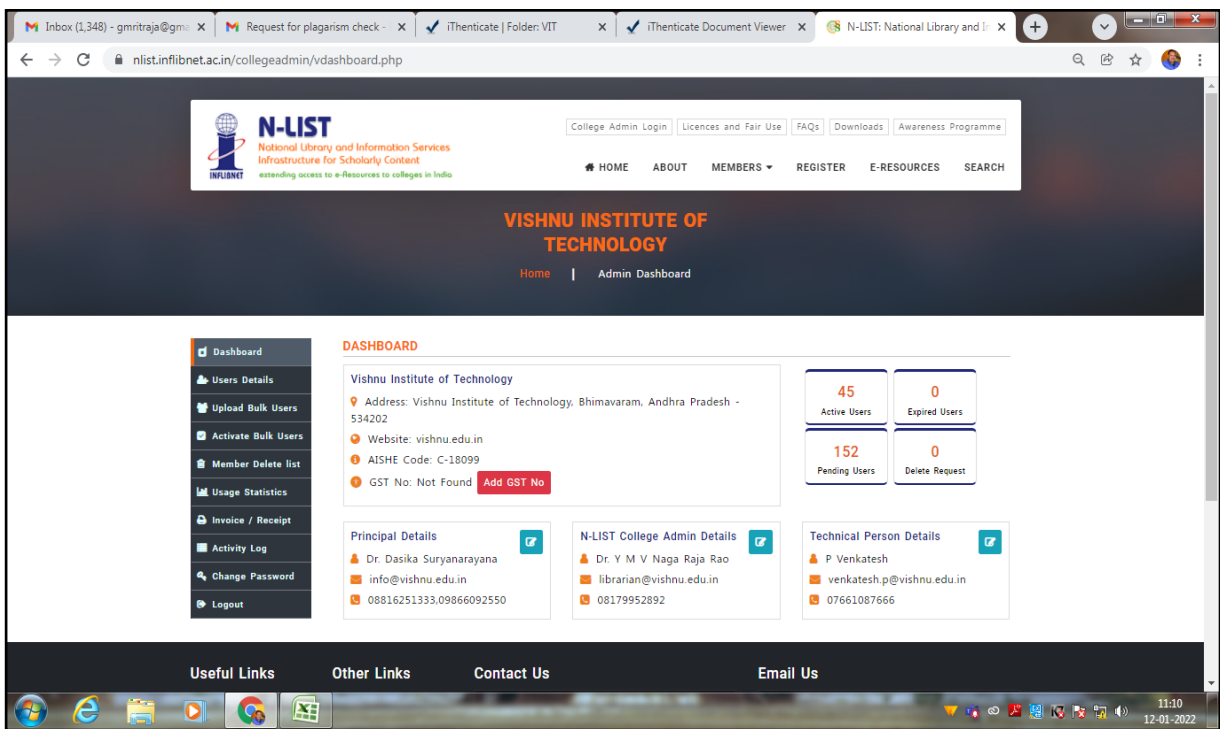 Inbox (1,348) - gmritraja@gma
Request for plagarism check -
iThenticate | Folder: VIT
iThenticate Document Viewer
N-LIST: National Library and In
nlist.inflibnet.ac.in/collegeadmin/vdashboard.php
INFLIBNET
N-LIST
National Library and Information Services
Infrastructure for Scholarly Content
extending access to e-Resources to colleges in India
College Admin Login Licences and Fair Use FAQs Downloads Awareness Programme
HOME ABOUT MEMBERS REGISTER E-RESOURCES SEARCH
VISHNU INSTITUTE OF
TECHNOLOGY
Home | Admin Dashboard
Dashboard
Users Details
Upload Bulk Users
Activate Bulk Users
Member Delete list
Usage Statistics
Invoice / Receipt
Activity Log
Change Password
Logout
DASHBOARD
Vishnu Institute of Technology
Address: Vishnu Institute of Technology, Bhimavaram, Andhra Pradesh -
534202
Website: vishnu.edu.in
AISHE Code: C-18099
GST No: Not Found Add GST No
45
Active Users
0
Expired Users
152
Pending Users
0
Delete Request
Principal Details
Dr. Dasika Suryanarayana
info@vishnu.edu.in
08816251333,09866092550
N-LIST College Admin Details
Dr. Y M V Naga Raja Rao
librarian@vishnu.edu.in
08179952892
Technical Person Details
P Venkatesh
venkatesh.p@vishnu.edu.in
07661087666
Useful Links Other Links Contact Us Email Us
11:10
12-01-2022